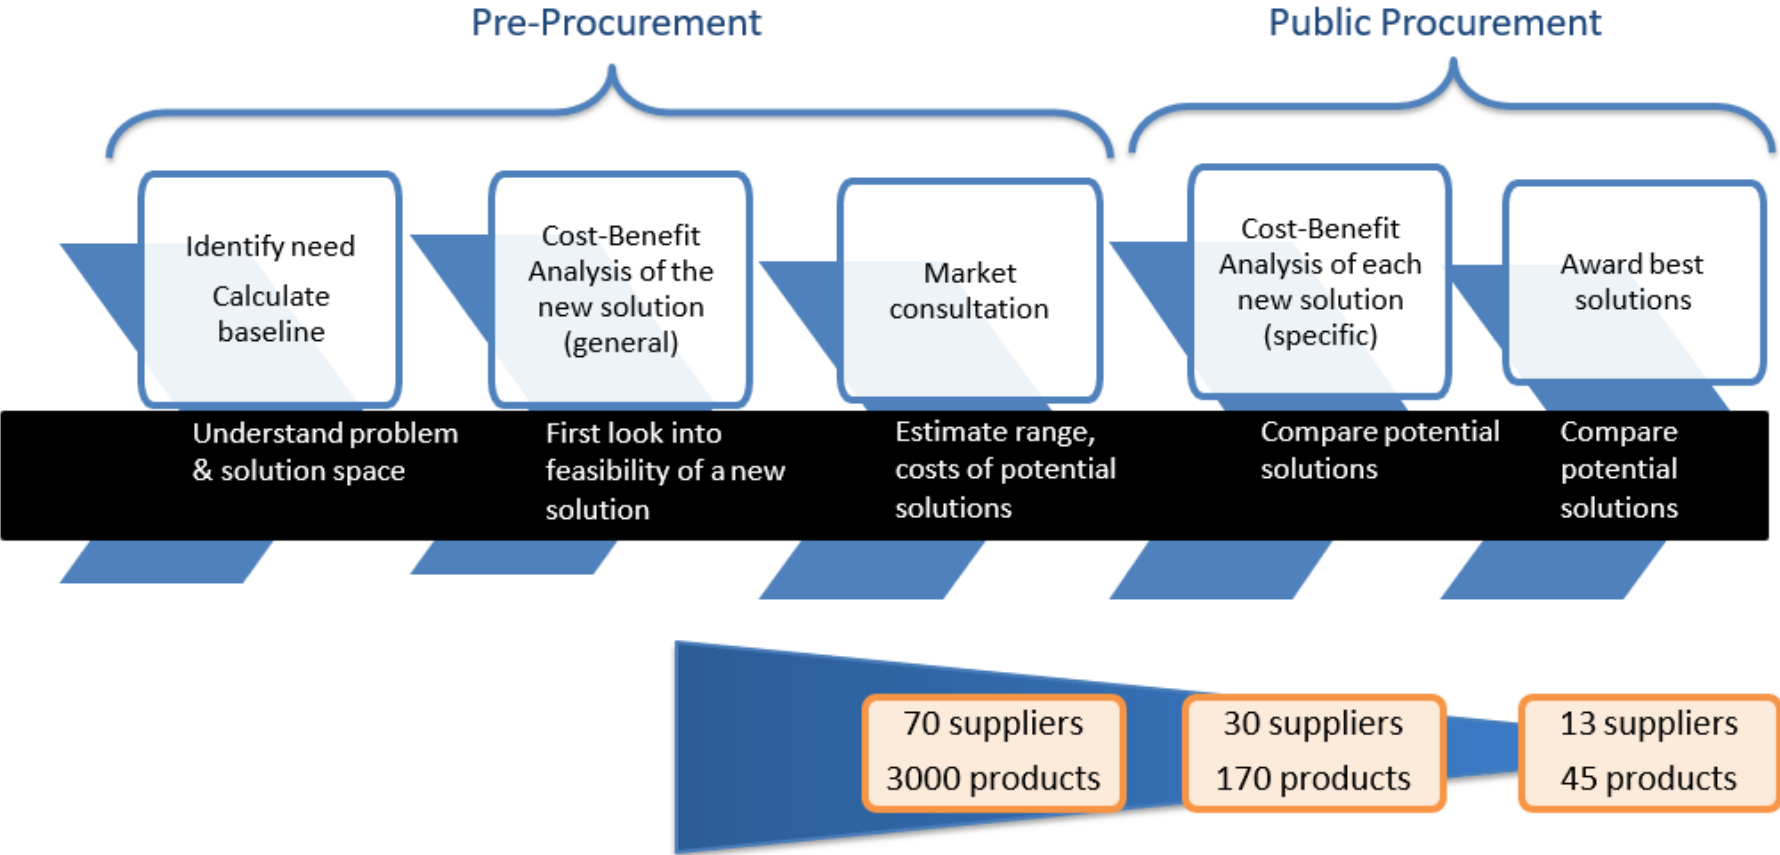 Pre-Procurement
Public Procurement
Identify need
Calculate
baseline
Cost-Benefit
Analysis of the
new solution
(general)
Market
consultation
Cost-Benefit
Analysis of each
new solution
(specific)
Award best
solutions
Understand problem
& solution space
First look into
feasibility of a new
solution
Estimate range,
costs of potential
solutions
Compare potential
solutions
Compare
potential
solutions
70 suppliers
3000 products
30 suppliers
170 products
13 suppliers
45 products